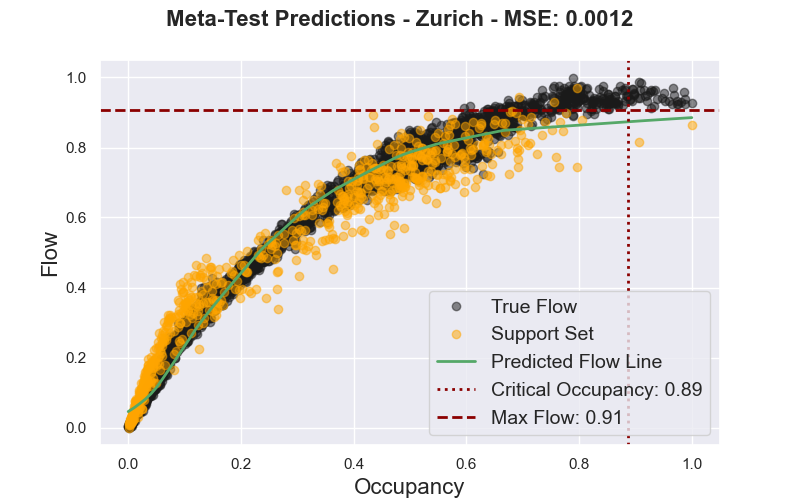 Meta-Test Predictions - Zurich - MSE: 0.0012
Flow
1.0
0.8
0.6
0.4
0.2
0.0
True Flow
Support Set
Predicted Flow Line
Critical Occupancy: 0.89
Max Flow: 0.91
0.0 0.2 0.4 0.6 0.8 1.0
Occupancy